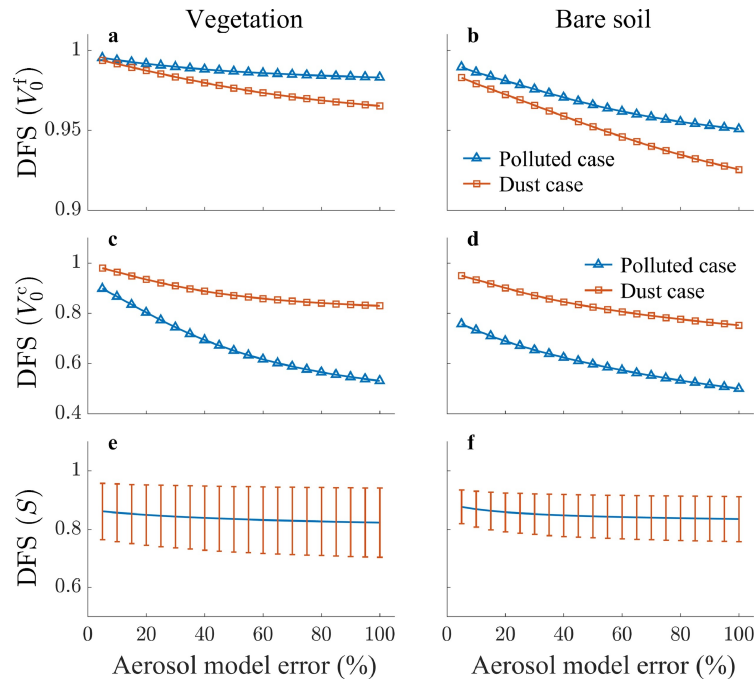 Vegetation
Bare soil
a
b
DFS (V₀ᶠ)
1
0.95
0.9
Polluted case
Dust case
c
d
DFS (V₀ᶜ)
1
0.8
0.6
0.4
Polluted case
Dust case
e
f
DFS (S)
1
0.8
0.6
0 20 40 60 80 100
0 20 40 60 80 100
Aerosol model error (%)
Aerosol model error (%)